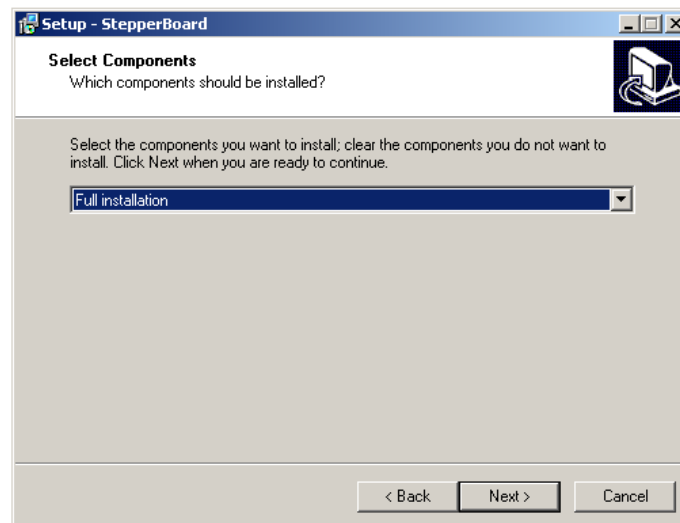 Setup - StepperBoard
Select Components
Which components should be installed?
Select the components you want to install; clear the components you do not want to
install. Click Next when you are ready to continue.
Full installation
< Back Next > Cancel